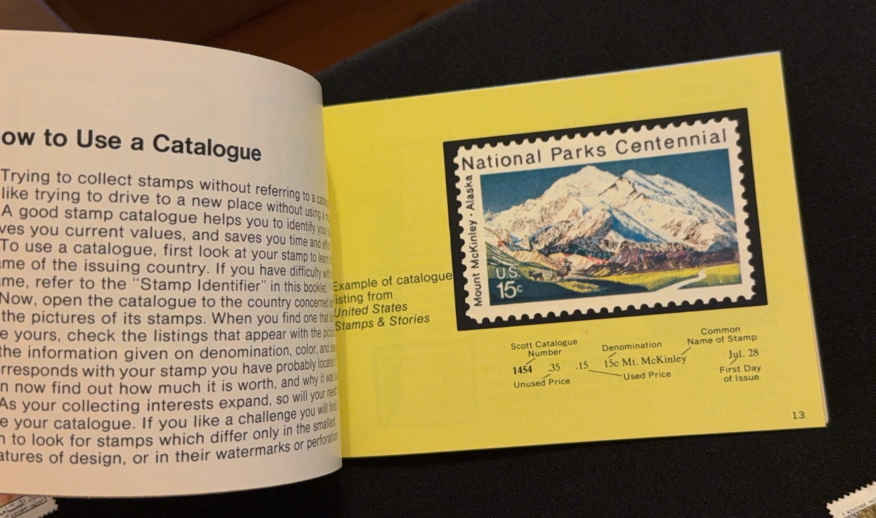 ow to Use a Catalogue
Trying to collect stamps without referring to a
like trying to drive to a new place without using
A good stamp catalogue helps you to identify
ves you current values, and saves you time and
To use a catalogue, first look at your stamp to
me of the issuing country. If you have difficulty
me, refer to the "Stamp Identifier" in this booklet.
Now, open the catalogue to the country concerned
the pictures of its stamps. When you find one
e yours, check the listings that appear with the
the information given on denomination, color, and
rresponds with your stamp you have probably
n now find out how much it is worth, and why it
As your collecting interests expand, so will your
e your catalogue. If you like a challenge you will
n to look for stamps which differ only in the smallest
atures of design, or in their watermarks or
Example of catalogue
isting from
United States
Stamps & Stories
National Parks Centennial
Mount McKinley · Alaska
U.S.
15c
Scott Catalogue
Number
Denomination
Common
Name of Stamp
1454 .35 .15 15c Mt. McKinley Jul. 28
Unused Price
Used Price
First Day
of Issue
13